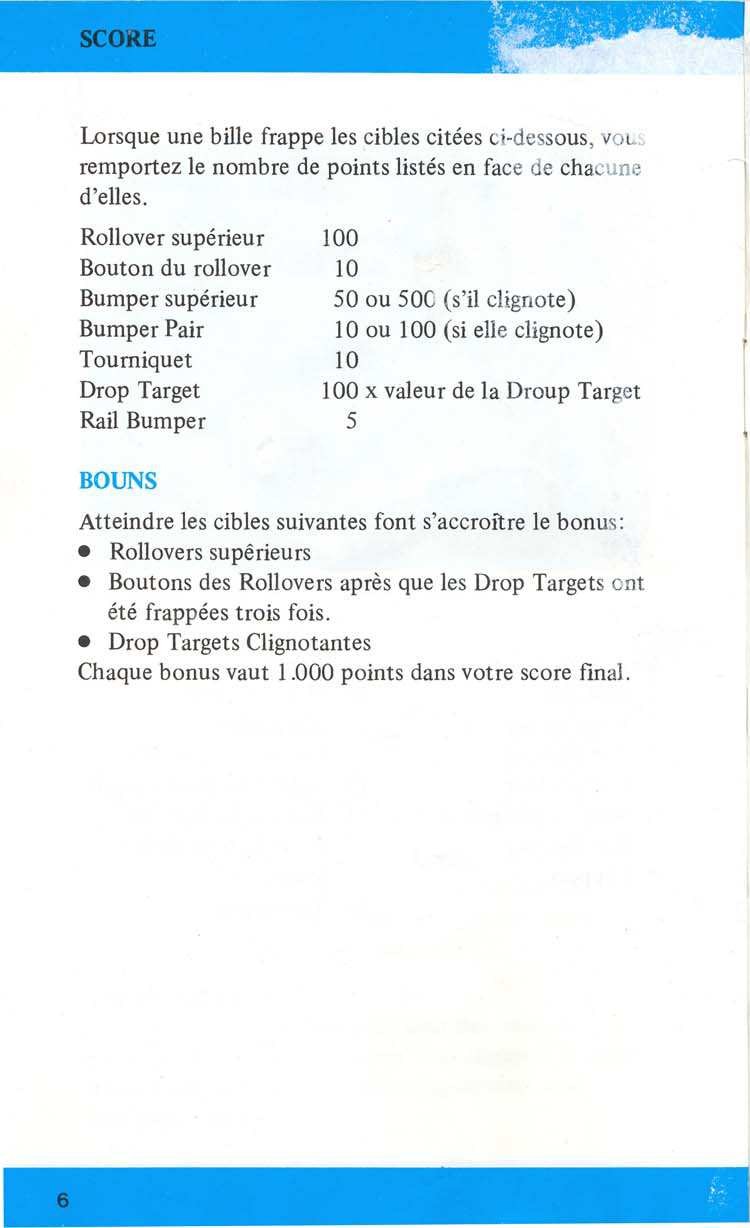 SCORE
Lorsque une bille frappe les cibles citées ci-dessous, vous
remportez le nombre de points listés en face de chacune
d'elles.
Rollover supérieur 100
Bouton du rollover 10
Bumper supérieur 50 ou 500 (s'il clignote)
Bumper Pair 10 ou 100 (si elle clignote)
Tourniquet 10
Drop Target 100 x valeur de la Droup Target
Rail Bumper 5
BOUNS
Atteindre les cibles suivantes font s'accroître le bonus:
• Rollovers supêrieurs
• Boutons des Rollovers après que les Drop Targets ont
été frappées trois fois.
• Drop Targets Clignotantes
Chaque bonus vaut 1.000 points dans votre score final.
6